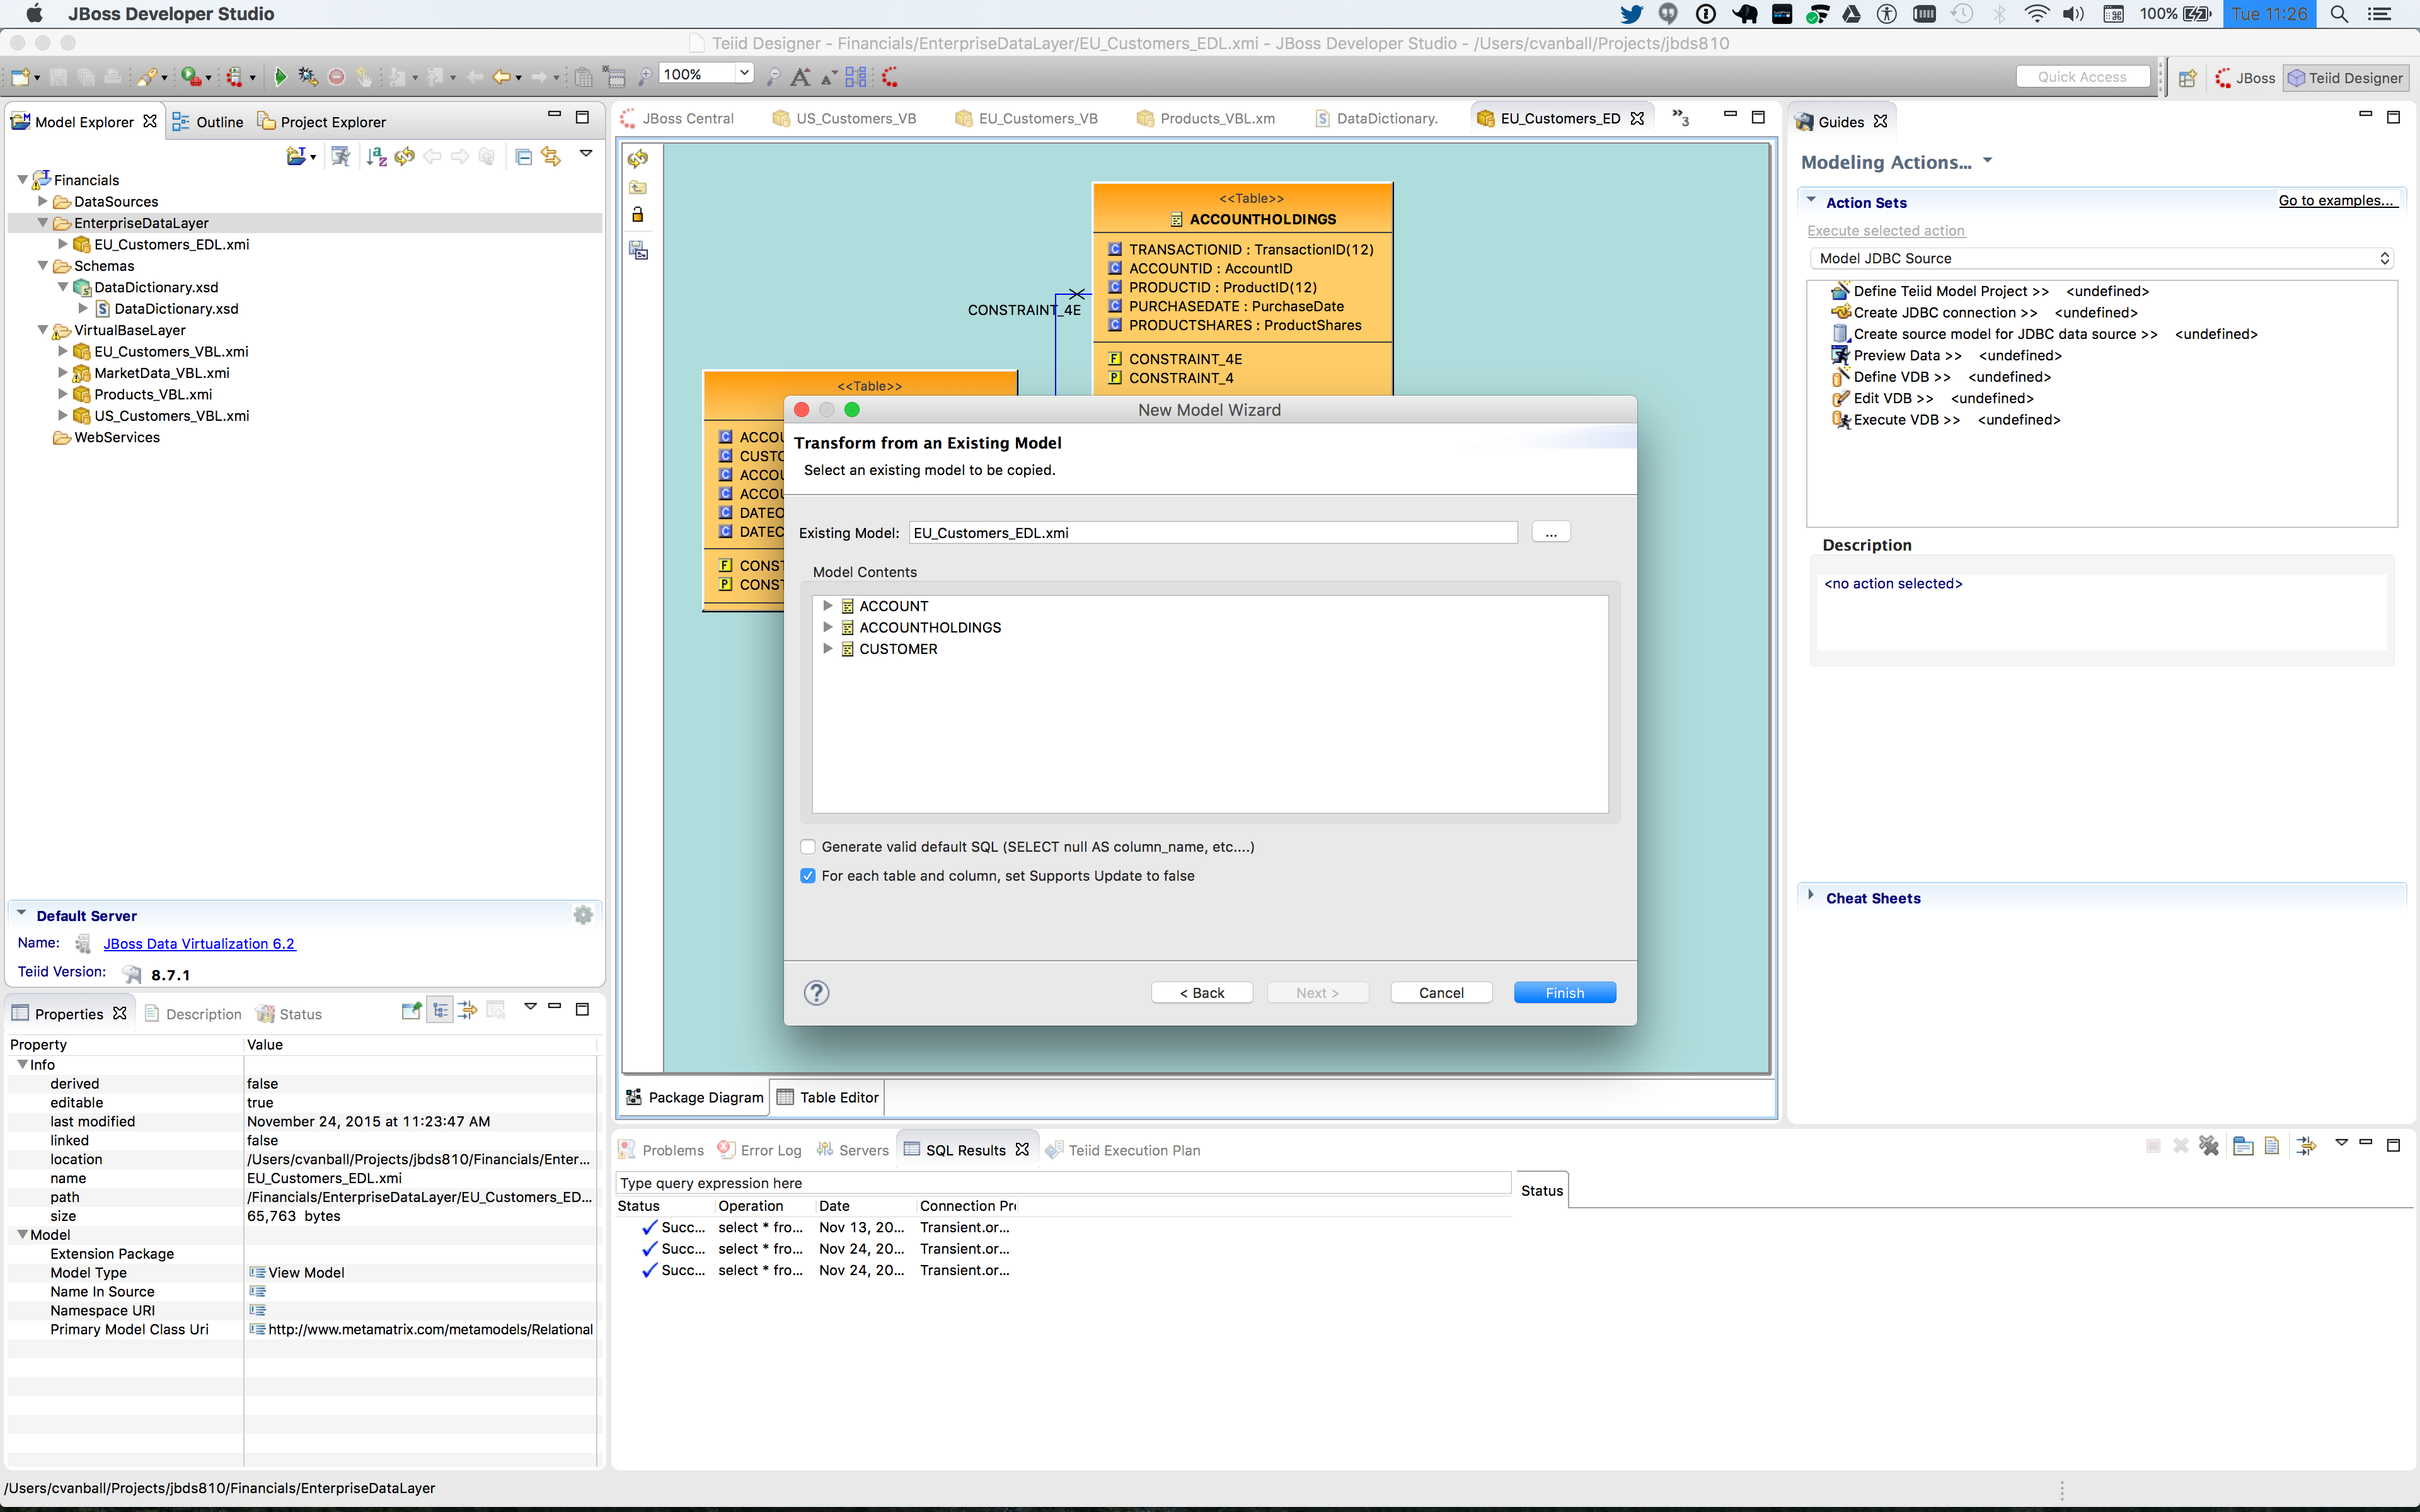 JBoss Developer Studio
100%
Tue 11:26
Teiid Designer - Financials/EnterpriseDataLayer/EU_Customers_EDL.xmi - JBoss Developer Studio - /Users/cvanball/Projects/jbds810
100%
Quick Access
JBoss
Teiid Designer
Model Explorer
Outline
Project Explorer
Financials
DataSources
EnterpriseDataLayer
EU_Customers_EDL.xmi
Schemas
DataDictionary.xsd
DataDictionary.xsd
VirtualBaseLayer
EU_Customers_VBL.xmi
MarketData_VBL.xmi
Products_VBL.xmi
US_Customers_VBL.xmi
WebServices
Default Server
Name: JBoss Data Virtualization 6.2
Teiid Version: 8.7.1
Properties
Description
Status
Property Value
Info
derived false
editable true
last modified November 24, 2015 at 11:23:47 AM
linked false
location /Users/cvanball/Projects/jbds810/Financials/Enter...
name EU_Customers_EDL.xmi
path /Financials/EnterpriseDataLayer/EU_Customers_ED...
size 65,763 bytes
Model
Extension Package
Model Type View Model
Name In Source
Namespace URI
Primary Model Class Uri http://www.metamatrix.com/metamodels/Relational
/Users/cvanball/Projects/jbds810/Financials/EnterpriseDataLayer
JBoss Central
US_Customers_VB
EU_Customers_VB
Products_VBL.xm
DataDictionary.
EU_Customers_ED
»3
<<Table>>
ACCOUNTHOLDINGS
TRANSACTIONID : TransactionID(12)
ACCOUNTID : AccountID
PRODUCTID : ProductID(12)
PURCHASEDATE : PurchaseDate
PRODUCTSHARES : ProductShares
CONSTRAINT_4E
CONSTRAINT_4
CONSTRAINT_4E
<<Table>>
ACCOU
CUSTO
ACCOU
ACCOU
DATEO
DATEC
CONST
CONST
New Model Wizard
Transform from an Existing Model
Select an existing model to be copied.
Existing Model: EU_Customers_EDL.xmi ...
Model Contents
ACCOUNT
ACCOUNTHOLDINGS
CUSTOMER
Generate valid default SQL (SELECT null AS column_name, etc....)
For each table and column, set Supports Update to false
?
< Back
Next >
Cancel
Finish
Package Diagram
Table Editor
Problems
Error Log
Servers
SQL Results
Teiid Execution Plan
Type query expression here
Status Operation Date Connection Pr
Succ... select * fro... Nov 13, 20... Transient.or...
Succ... select * fro... Nov 24, 20... Transient.or...
Succ... select * fro... Nov 24, 20... Transient.or...
Status
Guides
Modeling Actions...
Action Sets
Go to examples...
Execute selected action
Model JDBC Source
Define Teiid Model Project >> <undefined>
Create JDBC connection >> <undefined>
Create source model for JDBC data source >> <undefined>
Preview Data >> <undefined>
Define VDB >> <undefined>
Edit VDB >> <undefined>
Execute VDB >> <undefined>
Description
<no action selected>
Cheat Sheets